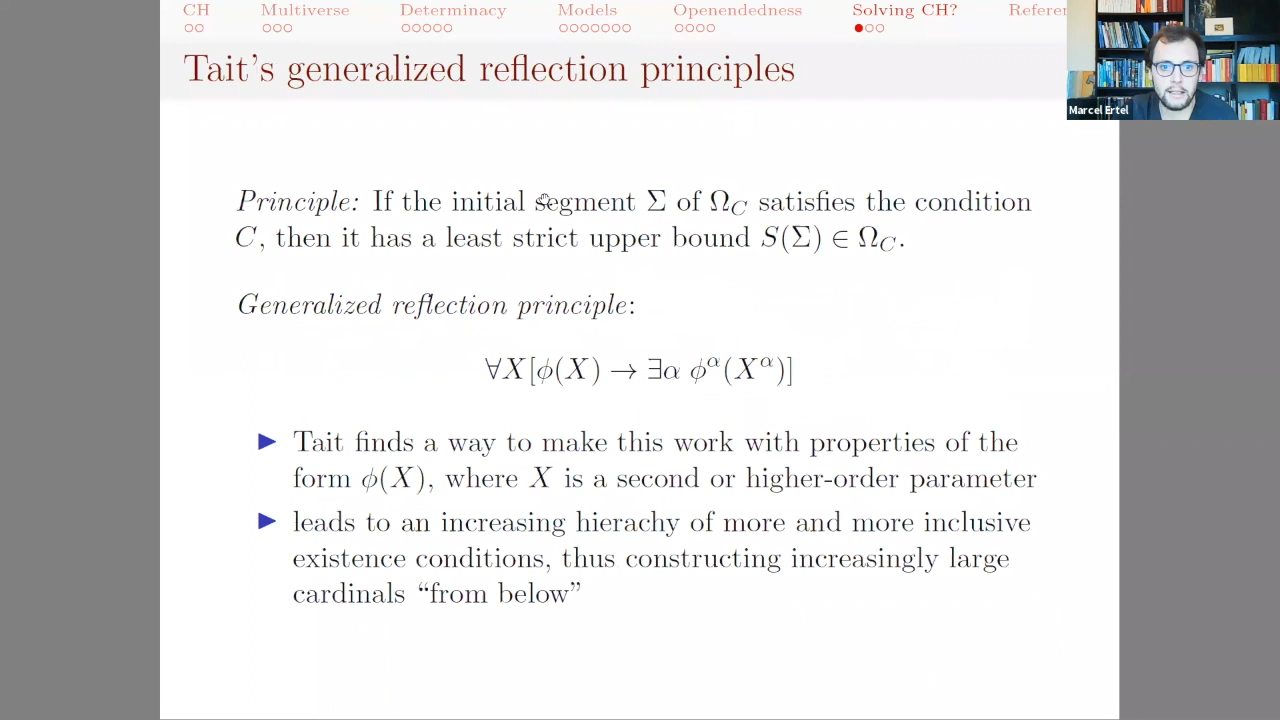 CH Multiverse Determinacy Models Openendedness Solving CH? Refer
Tait's generalized reflection principles
Marcel Ertel
Principle: If the initial segment Σ of Ω_C satisfies the condition
C, then it has a least strict upper bound S(Σ) ∈ Ω_C.
Generalized reflection principle:
∀X[ϕ(X) → ∃α ϕ^α(X^α)]
▶ Tait finds a way to make this work with properties of the
form ϕ(X), where X is a second or higher-order parameter
▶ leads to an increasing hierachy of more and more inclusive
existence conditions, thus constructing increasingly large
cardinals “from below”